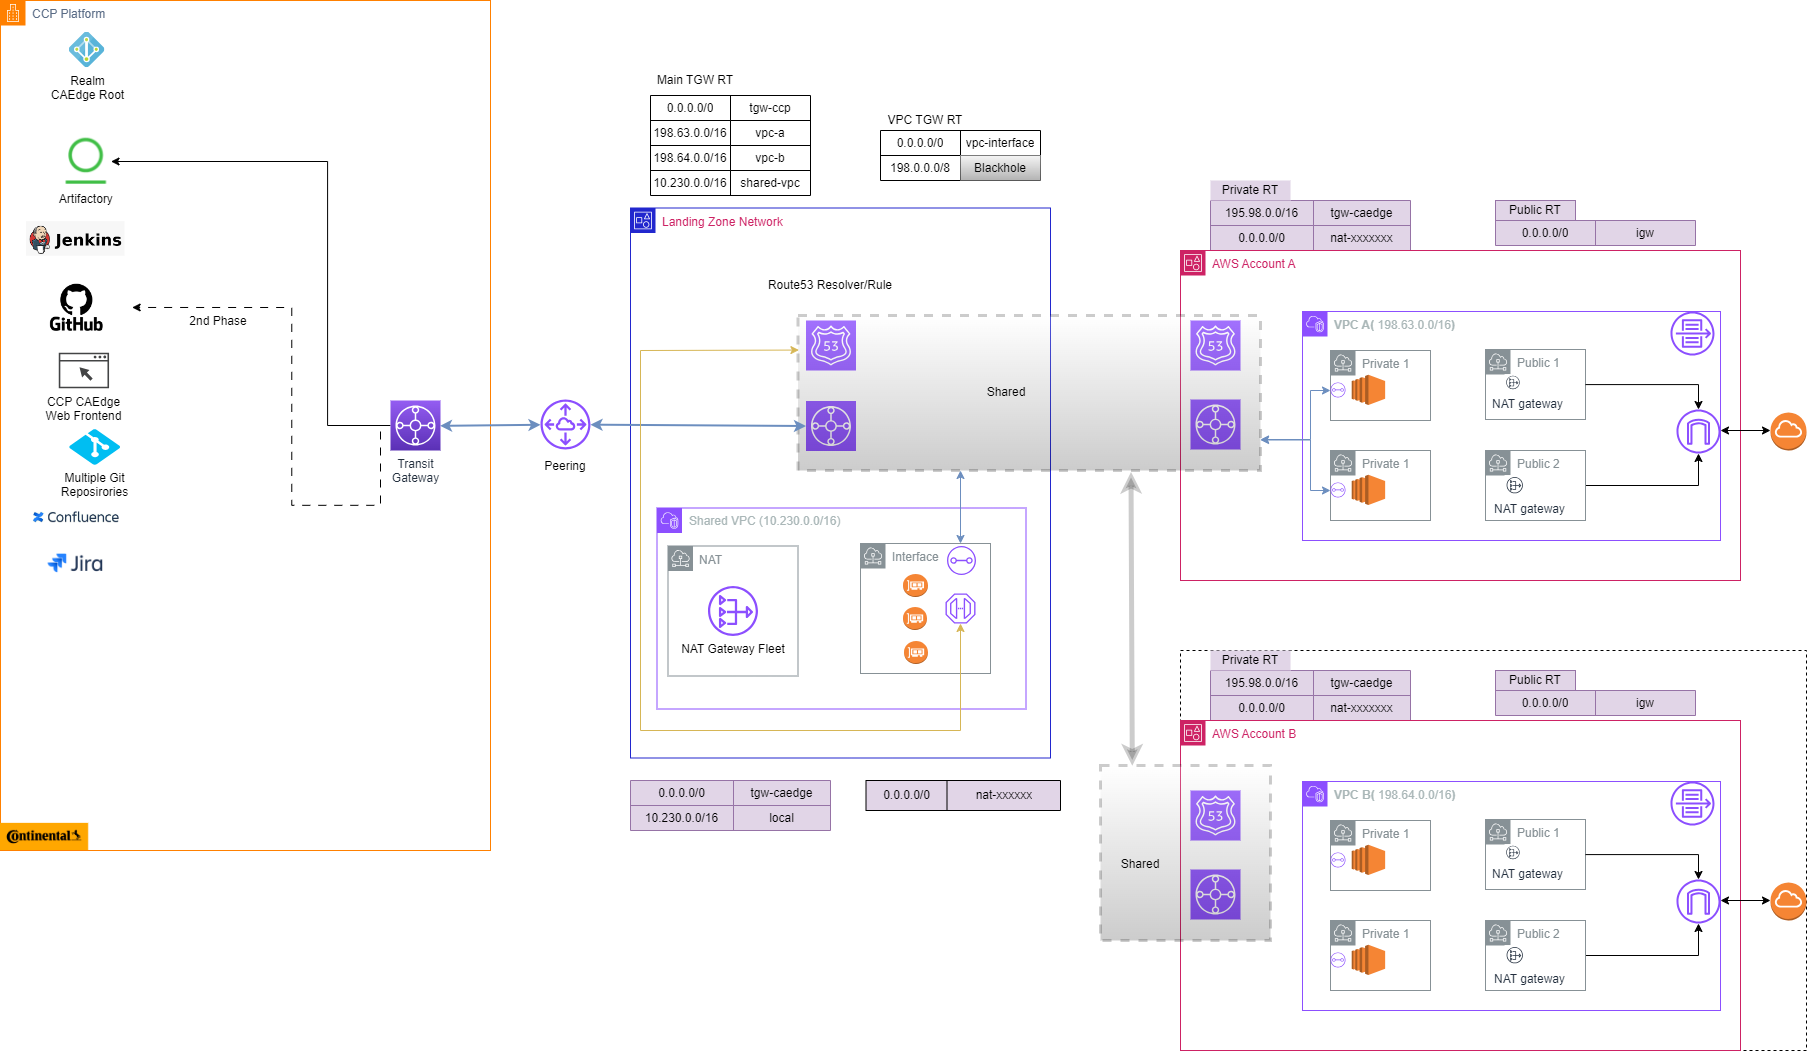 CCP Platform
Realm
CAEdge Root
Artifactory
Jenkins
GitHub
2nd Phase
CCP CAEdge
Web Frontend
Multiple Git
Reposirories
Confluence
Jira
Continental
Transit
Gateway
Peering
Main TGW RT
0.0.0.0/0 tgw-ccp
198.63.0.0/16 vpc-a
198.64.0.0/16 vpc-b
10.230.0.0/16 shared-vpc
VPC TGW RT
0.0.0.0/0 vpc-interface
198.0.0.0/8 Blackhole
Landing Zone Network
Route53 Resolver/Rule
53
Shared
53
Shared VPC (10.230.0.0/16)
NAT
NAT Gateway Fleet
Interface
0.0.0.0/0 tgw-caedge
10.230.0.0/16 local
0.0.0.0/0 nat-xxxxxx
Private RT
195.98.0.0/16 tgw-caedge
0.0.0.0/0 nat-xxxxxxx
Public RT
0.0.0.0/0 igw
AWS Account A
VPC A( 198.63.0.0/16)
Private 1
Public 1
NAT gateway
Private 1
Public 2
NAT gateway
Private RT
195.98.0.0/16 tgw-caedge
0.0.0.0/0 nat-xxxxxxx
Public RT
0.0.0.0/0 igw
AWS Account B
Shared
53
VPC B( 198.64.0.0/16)
Private 1
Public 1
NAT gateway
Private 1
Public 2
NAT gateway